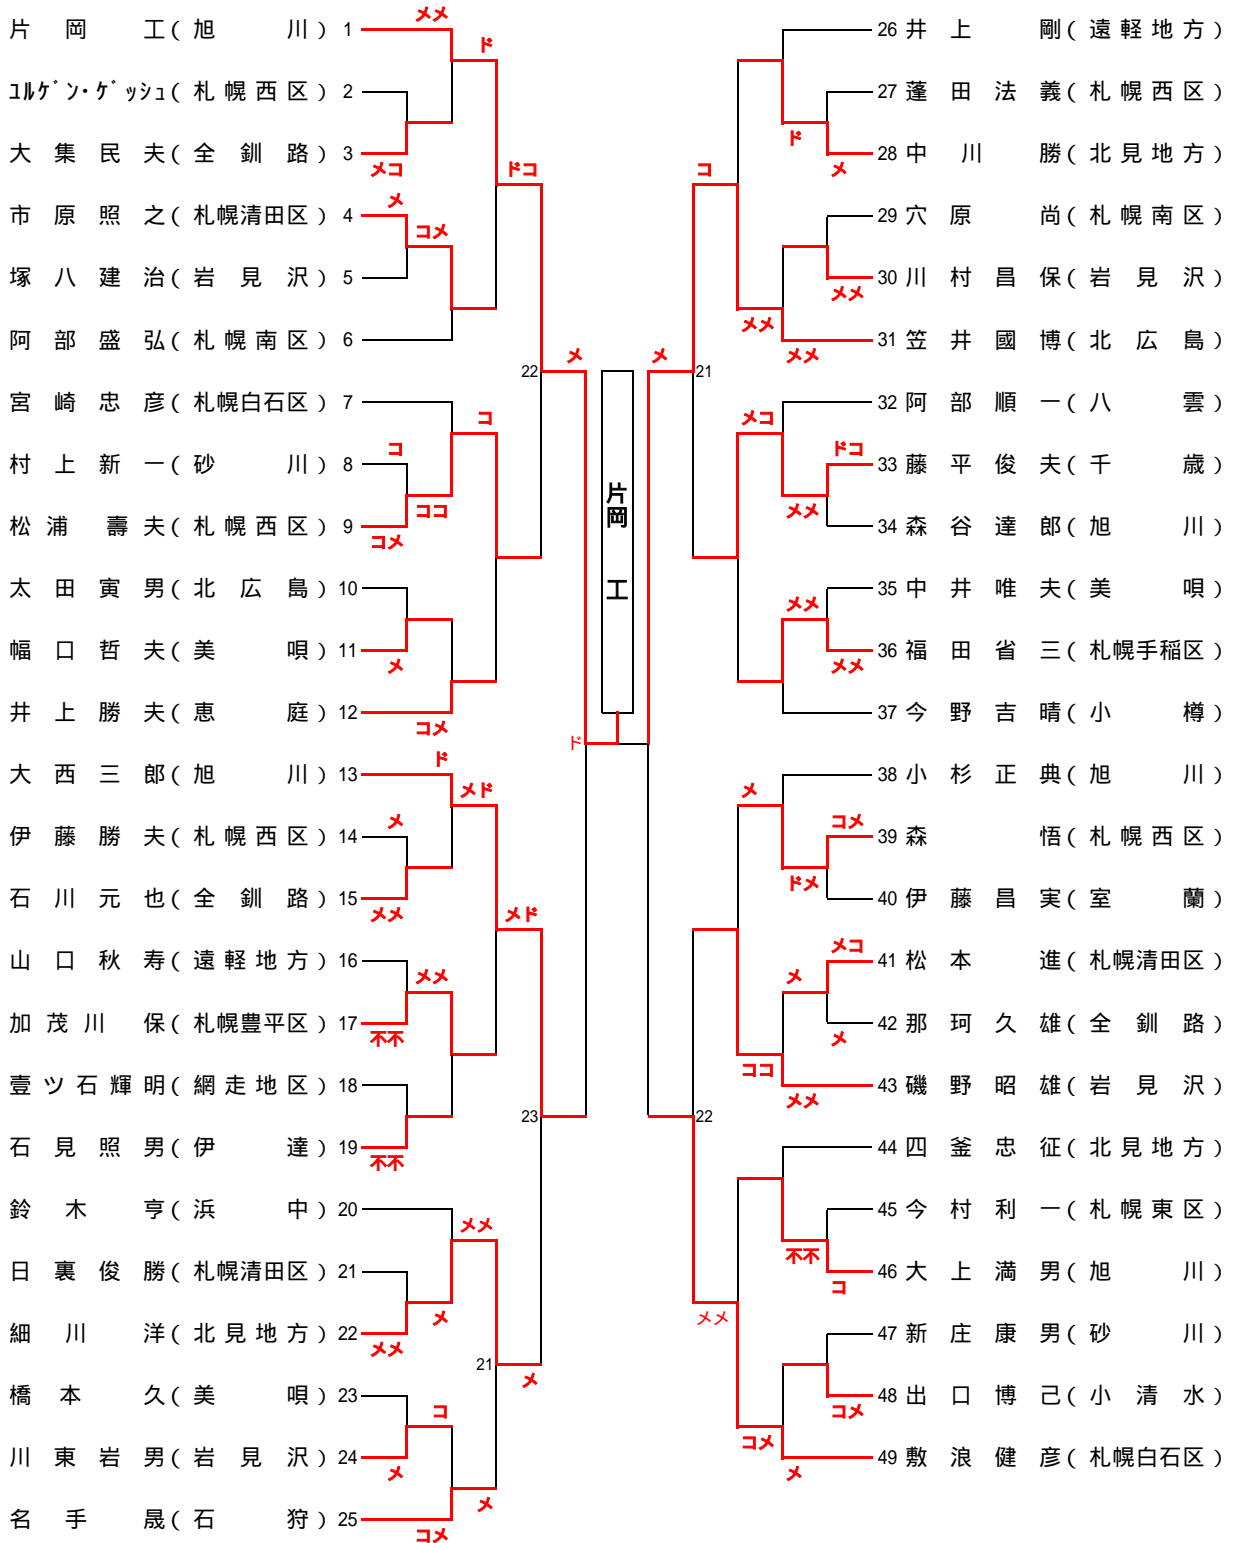 片岡 工(旭 川) 1
ﾕﾙｹﾞﾝ･ｹﾞｯｼｭ(札幌西区) 2
大集民夫(全釧路) 3
市原照之(札幌清田区) 4
塚八建治(岩見沢) 5
阿部盛弘(札幌南区) 6
宮崎忠彦(札幌白石区) 7
村上新一(砂 川) 8
松浦壽夫(札幌西区) 9
太田寅男(北広島) 10
幅口哲夫(美 唄) 11
井上勝夫(恵 庭) 12
大西三郎(旭 川) 13
伊藤勝夫(札幌西区) 14
石川元也(全釧路) 15
山口秋寿(遠軽地方) 16
加茂川保(札幌豊平区) 17
壹ツ石輝明(網走地区) 18
石見照男(伊 達) 19
鈴木 亨(浜 中) 20
日裏俊勝(札幌清田区) 21
細川 洋(北見地方) 22
橋本 久(美 唄) 23
川東岩男(岩見沢) 24
名手 晟(石 狩) 25
メメ
ド
メコ
メ
コメ
ドコ
コ
コ
ココ
コメ
メ
コメ
22
メ
ド
メド
メ
メメ
メド
メメ
不不
不不
23
メメ
メ
メメ
21
メ
コ
メ
メ
コメ
片岡 工
ド
メ
21
コ
ド
メ
メメ
メメ
メメ
メコ
ドコ
メメ
メメ
メメ
メ
コメ
ドメ
メコ
メ
メ
ココ
メメ
22
不不
コ
メメ
コメ
コメ
メ
26 井上 剛(遠軽地方)
27 蓬田法義(札幌西区)
28 中川 勝(北見地方)
29 穴原 尚(札幌南区)
30 川村昌保(岩見沢)
31 笠井國博(北広島)
32 阿部順一(八 雲)
33 藤平俊夫(千 歳)
34 森谷達郎(旭 川)
35 中井唯夫(美 唄)
36 福田省三(札幌手稲区)
37 今野吉晴(小 樽)
38 小杉正典(旭 川)
39 森 悟(札幌西区)
40 伊藤昌実(室 蘭)
41 松本 進(札幌清田区)
42 那珂久雄(全釧路)
43 磯野昭雄(岩見沢)
44 四釜忠征(北見地方)
45 今村利一(札幌東区)
46 大上満男(旭 川)
47 新庄康男(砂 川)
48 出口博己(小清水)
49 敷浪健彦(札幌白石区)